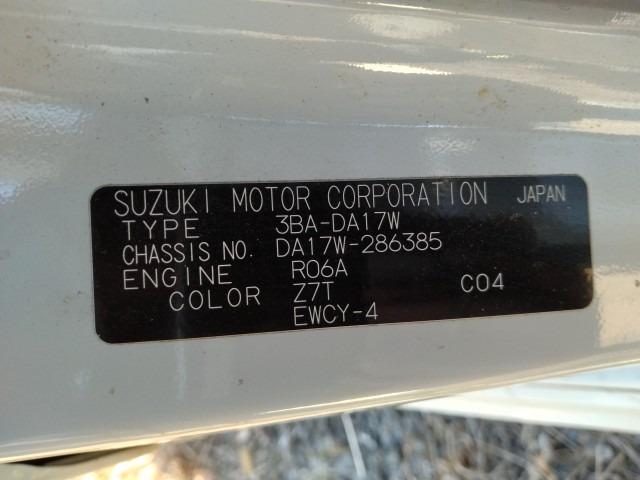 SUZUKI MOTOR CORPORATION JAPAN
TYPE 3BA-DA17W
CHASSIS NO. DA17W-286385
ENGINE R06A
COLOR Z7T C04
EWCY-4